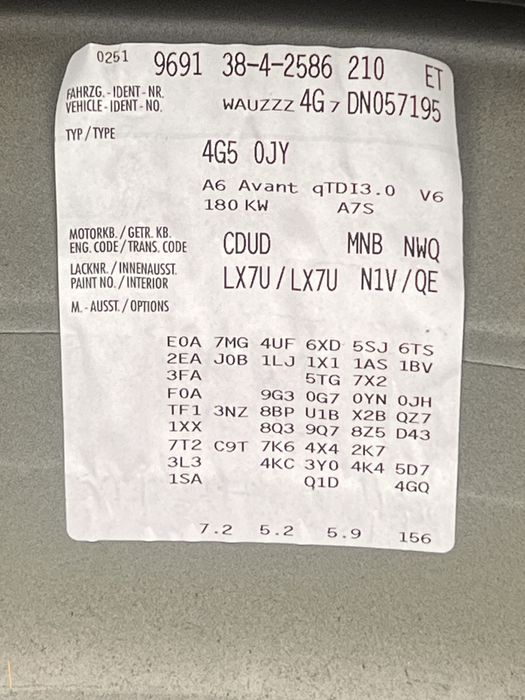 0251 9691 38-4-2586 210 ET
FAHRZG.-IDENT-NR.
VEHICLE-IDENT-NO. WAUZZZ 4G7 DN057195
TYP/TYPE
4G5 0JY
A6 Avant qTDI3.0 V6
180 KW A7S
MOTORKB./GETR. KB.
ENG. CODE/TRANS. CODE CDUD MNB NWQ
LACKNR./INNENAUSST.
PAINT NO./INTERIOR LX7U/LX7U N1V/QE
M.-AUSST./OPTIONS
E0A 7MG 4UF 6XD 5SJ 6TS
2EA J0B 1LJ 1X1 1AS 1BV
3FA 5TG 7X2
F0A 9G3 0G7 0YN 0JH
TF1 3NZ 8BP U1B X2B QZ7
1XX 8Q3 9Q7 8Z5 D43
7T2 C9T 7K6 4X4 2K7
3L3 4KC 3Y0 4K4 5D7
1SA Q1D 4GQ
7.2 5.2 5.9 156